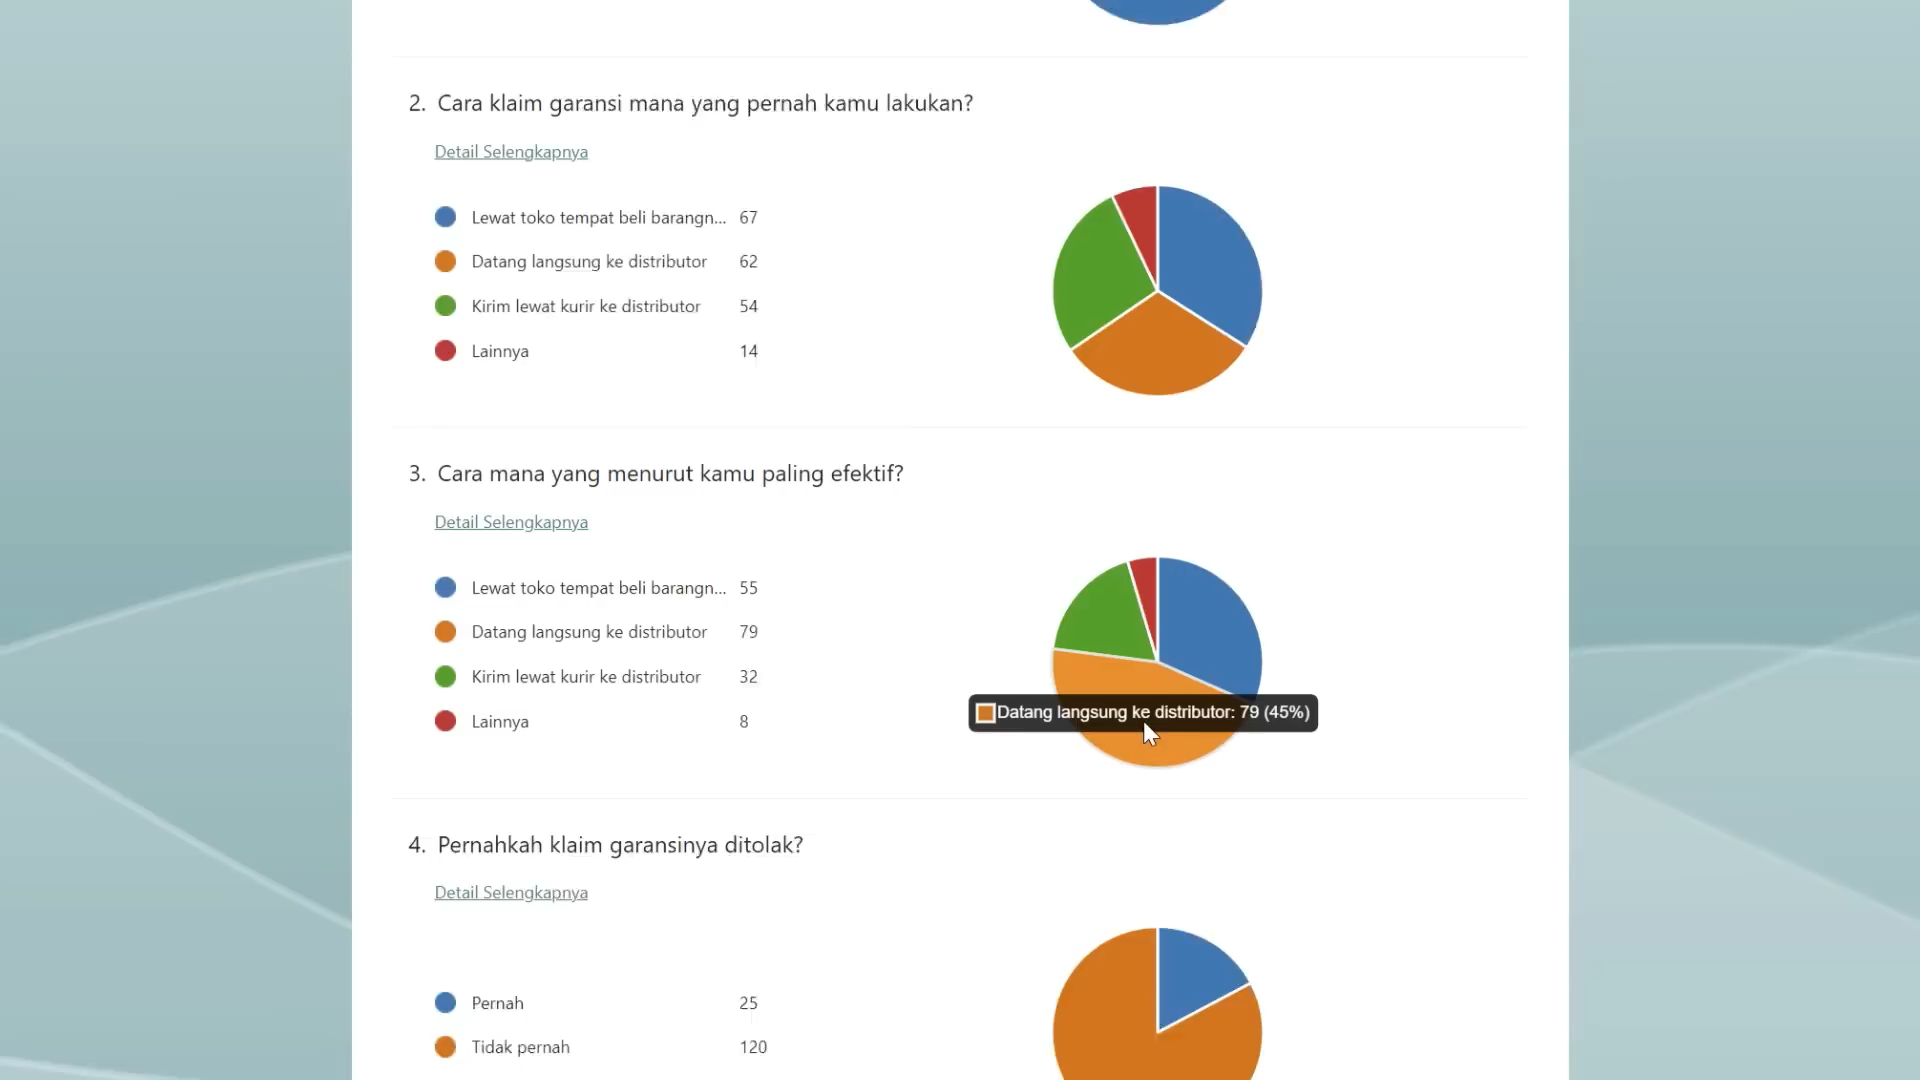 2. Cara klaim garansi mana yang pernah kamu lakukan?
Detail Selengkapnya
Lewat toko tempat beli barangn... 67
Datang langsung ke distributor 62
Kirim lewat kurir ke distributor 54
Lainnya 14
3. Cara mana yang menurut kamu paling efektif?
Detail Selengkapnya
Lewat toko tempat beli barangn... 55
Datang langsung ke distributor 79
Kirim lewat kurir ke distributor 32
Lainnya 8
Datang langsung ke distributor: 79 (45%)
4. Pernahkah klaim garansinya ditolak?
Detail Selengkapnya
Pernah 25
Tidak pernah 120